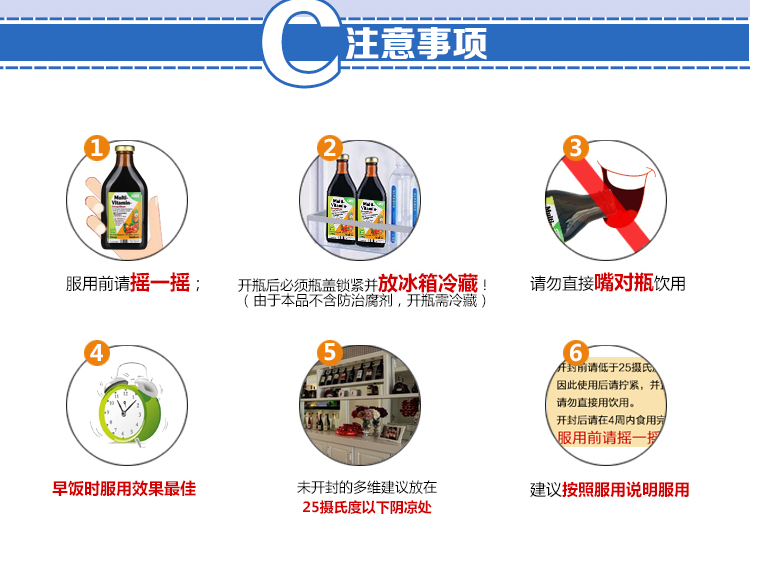 C 注意事项
1
Multi-
Vitamin+
服用前请摇一摇；
2
Multi-
Vitamin+
Multi-
Vitamin+
开瓶后必须瓶盖锁紧并放冰箱冷藏！
（由于本品不含防治腐剂，开瓶需冷藏）
3
Multi-
请勿直接嘴对瓶饮用
4
早饭时服用效果最佳
5
未开封的多维建议放在
25摄氏度以下阴凉处
6
开封前请低于25摄氏
因此使用后请拧紧，并
请勿直接用饮用。
开封后请在4周内食用完
服用前请摇一摇
建议按照服用说明服用